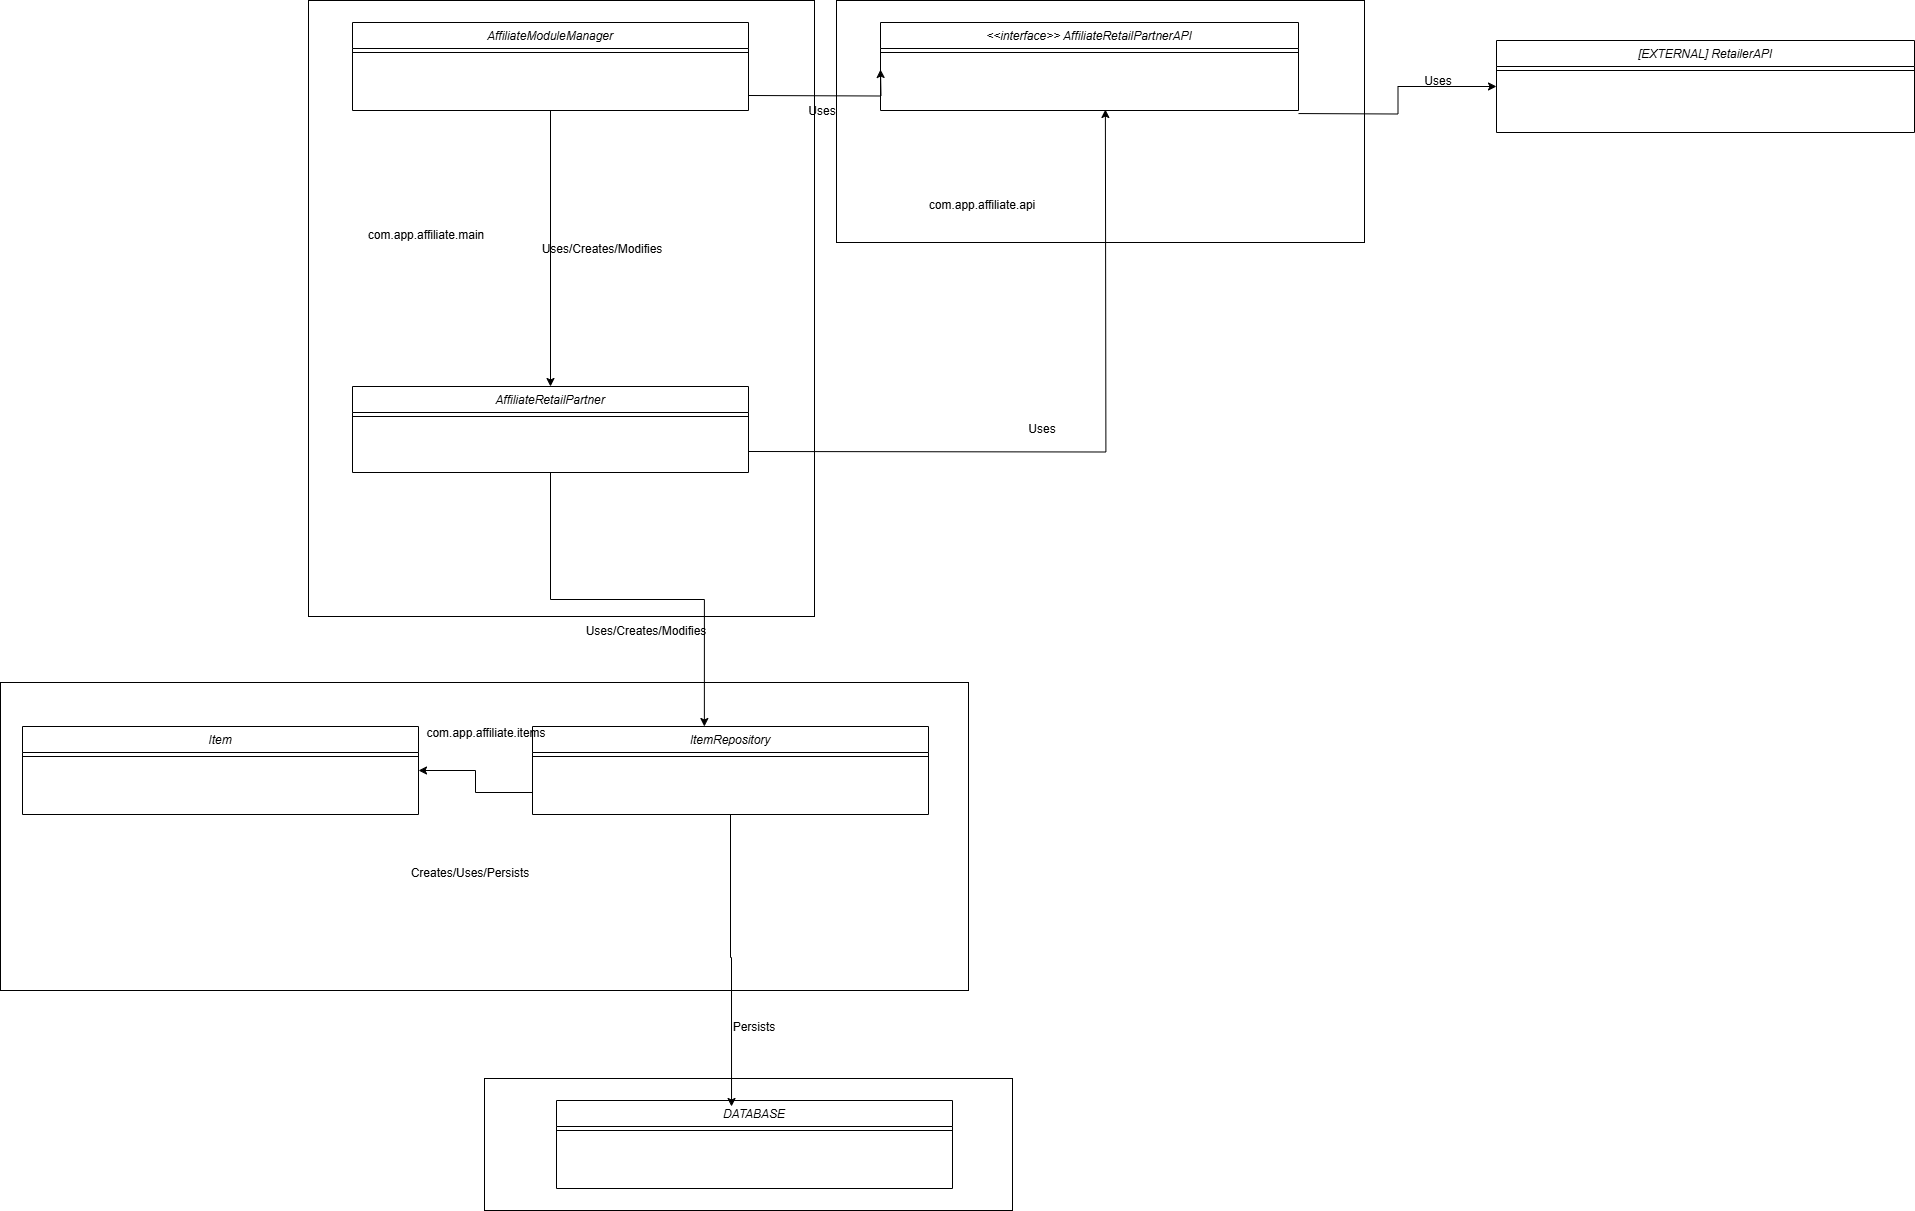 AffiliateModuleManager
<<interface>> AffiliateRetailPartnerAPI
[EXTERNAL] RetailerAPI
Uses
Uses
com.app.affiliate.api
com.app.affiliate.main
Uses/Creates/Modifies
AffiliateRetailPartner
Uses
Uses/Creates/Modifies
Item
com.app.affiliate.items
ItemRepository
Creates/Uses/Persists
Persists
DATABASE